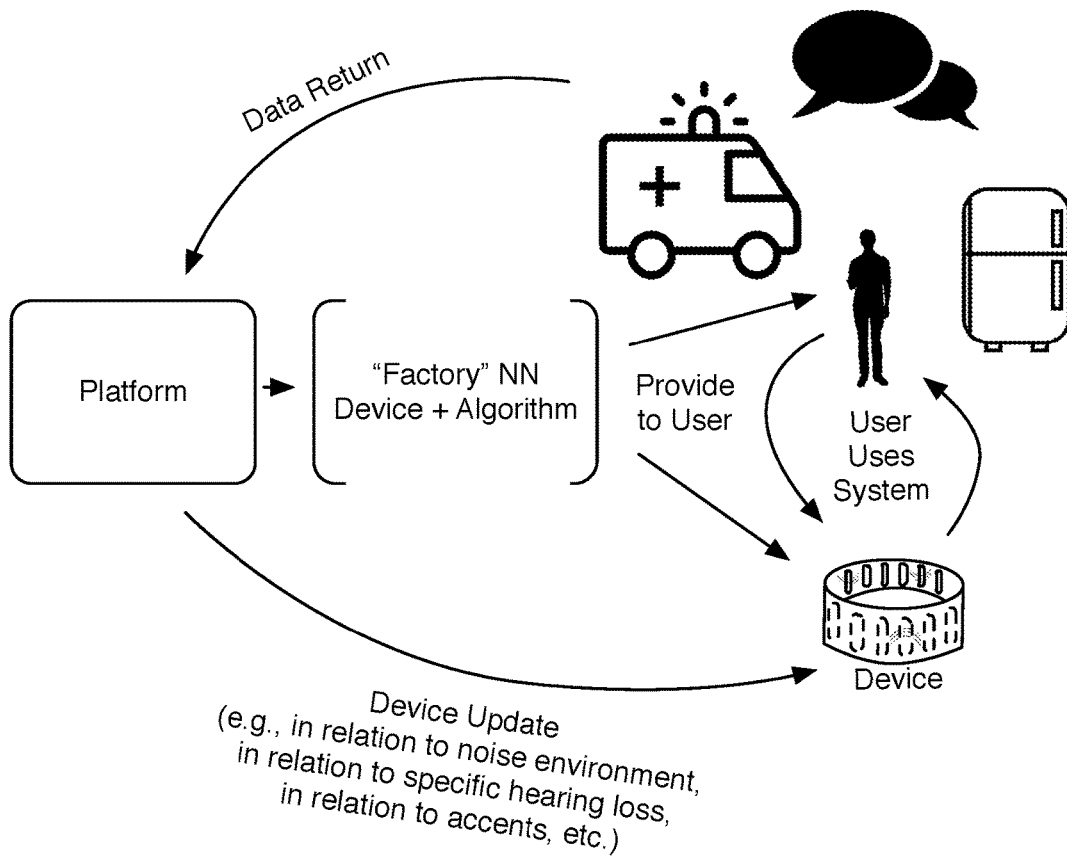 Data Return
Platform
“Factory” NN
Device + Algorithm
Provide
to User
User
Uses
System
Device
Device Update
(e.g., in relation to noise environment,
in relation to specific hearing loss,
in relation to accents, etc.)